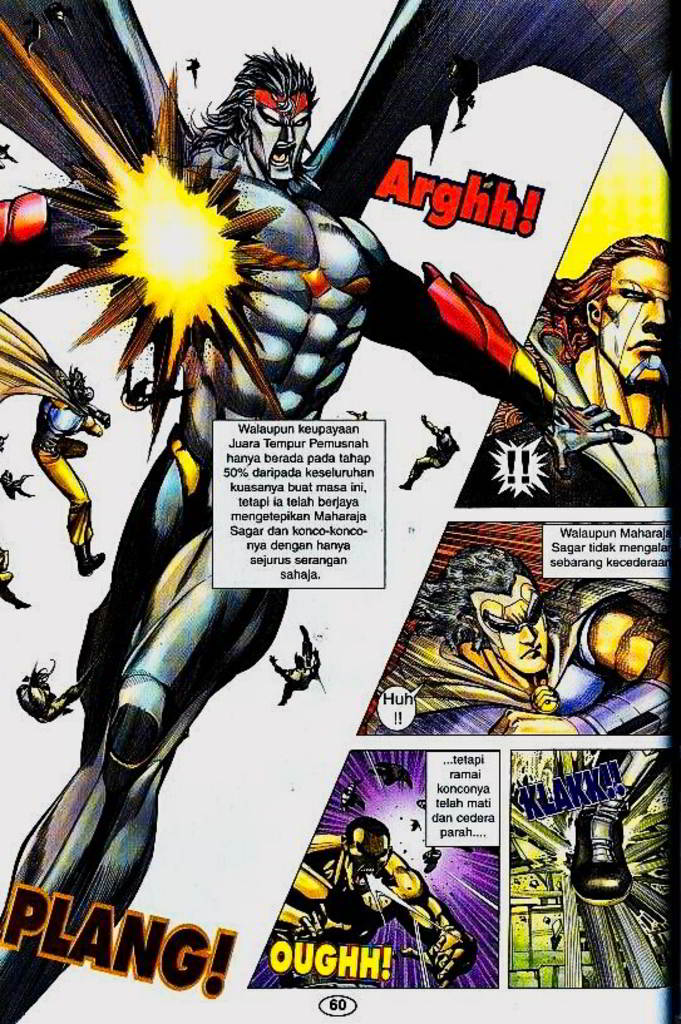 Arghh!
!!
Walaupun keupayaan
Juara Tempur Pemusnah
hanya berada pada tahap
50% daripada keseluruhan
kuasanya buat masa ini,
tetapi ia telah berjaya
mengetepikan Maharaja
Sagar dan konco-konco-
nya dengan hanya
sejurus serangan
sahaja.
Walaupun Maharaja
Sagar tidak mengala
sebarang kecederaan
Huh
!!
...tetapi
ramai
konconya
telah mati
dan cedera
parah....
KLAKK!!
PLANG!
OUGHH!
60